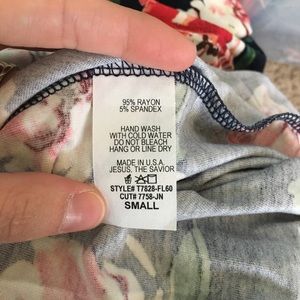 95% RAYON
5% SPANDEX
HAND WASH
WITH COLD WATER
DO NOT BLEACH
HANG OR LINE DRY
MADE IN U.S.A.
JESUS, THE SAVIOR
STYLE# T7828-FL60
CUT# 7758-JN
SMALL